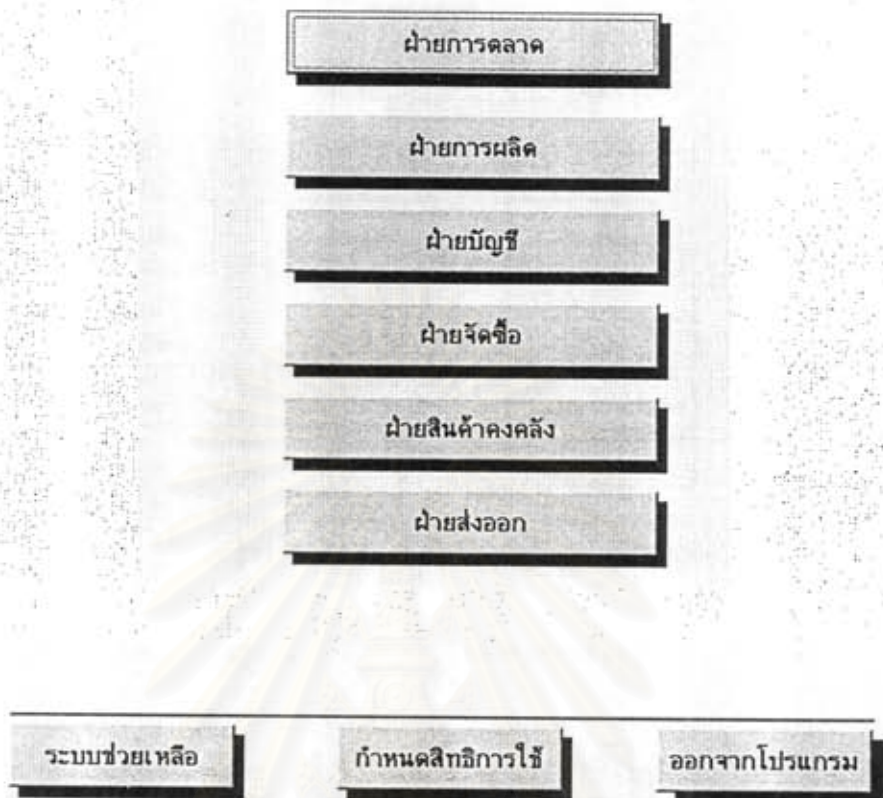 ฝ่ายการตลาด
ฝ่ายการผลิต
ฝ่ายบัญชี
ฝ่ายจัดซื้อ
ฝ่ายสินค้าคงคลัง
ฝ่ายส่งออก
ระบบช่วยเหลือ กำหนดสิทธิการใช้ ออกจากโปรแกรม